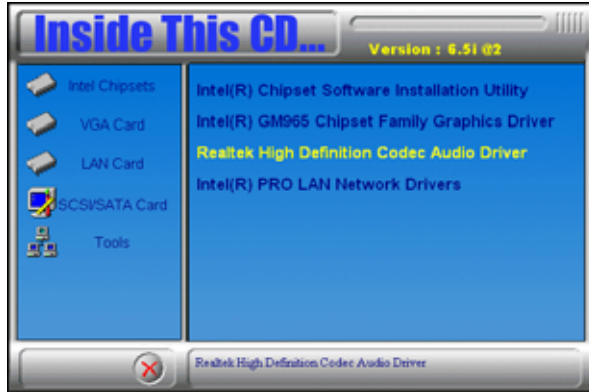 Inside This CD...
Version : 6.5i @2
Intel Chipsets
VGA Card
LAN Card
SCSI/SATA Card
Tools
Intel(R) Chipset Software Installation Utility
Intel(R) GM965 Chipset Family Graphics Driver
Realtek High Definition Codec Audio Driver
Intel(R) PRO LAN Network Drivers
Realtek High Definition Codec Audio Driver